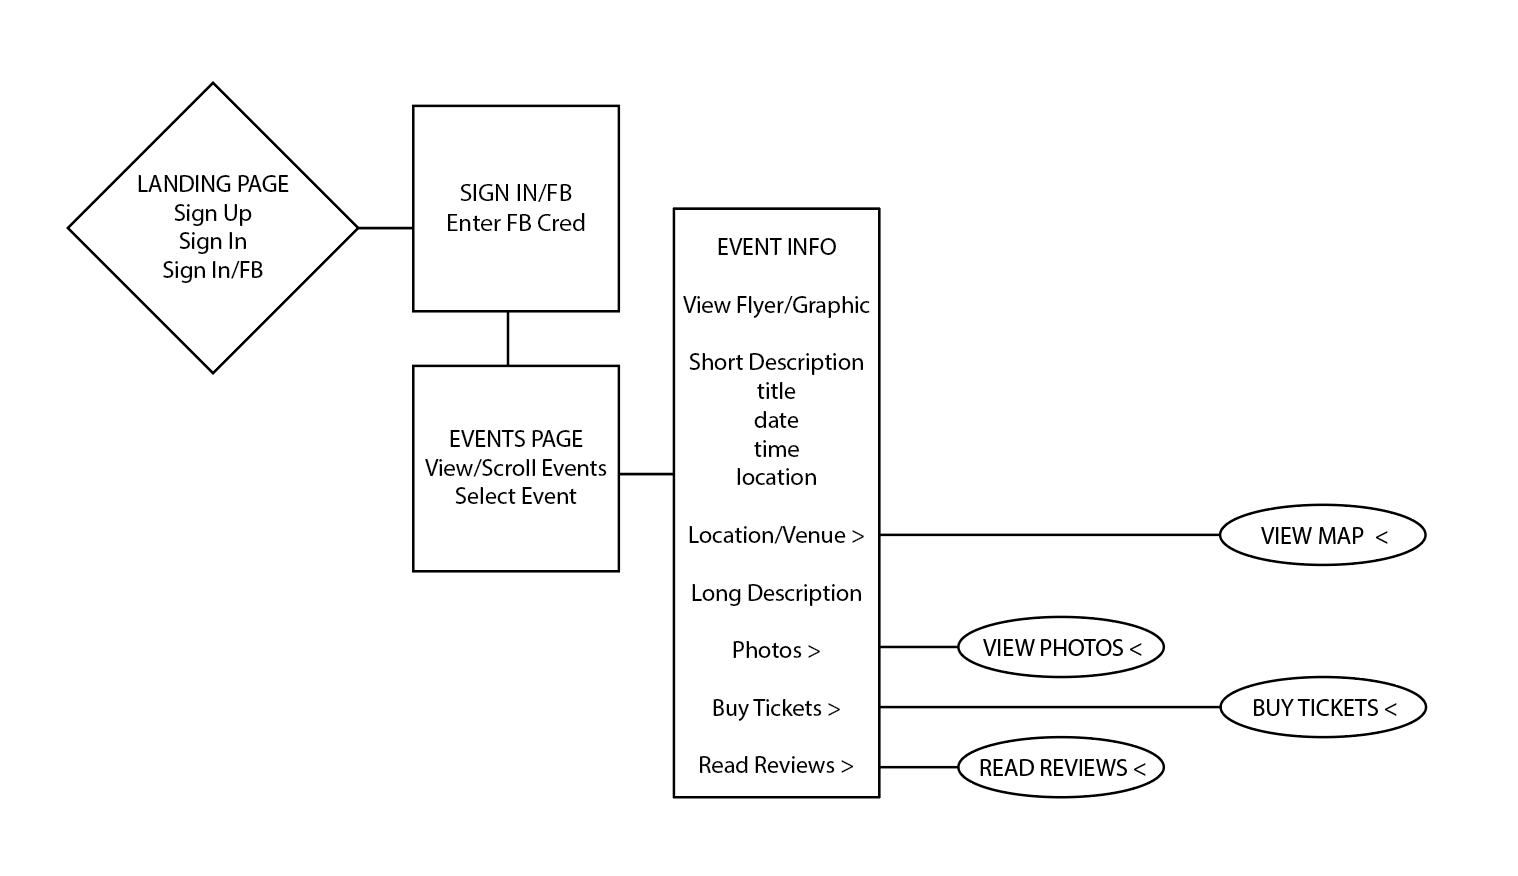 LANDING PAGE
Sign Up
Sign In
Sign In/FB
SIGN IN/FB
Enter FB Cred
EVENTS PAGE
View/Scroll Events
Select Event
EVENT INFO
View Flyer/Graphic
Short Description
title
date
time
location
Location/Venue >
Long Description
Photos >
Buy Tickets >
Read Reviews >
VIEW MAP <
VIEW PHOTOS <
BUY TICKETS <
READ REVIEWS <